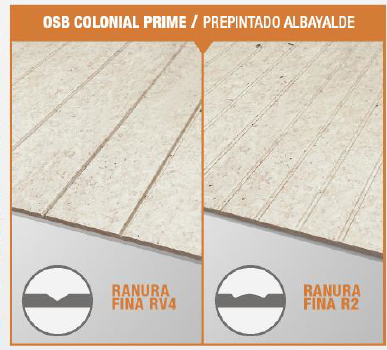 OSB COLONIAL PRIME / PREPINTADO ALBAYALDE
RANURA
FINA RV4
RANURA
FINA R2